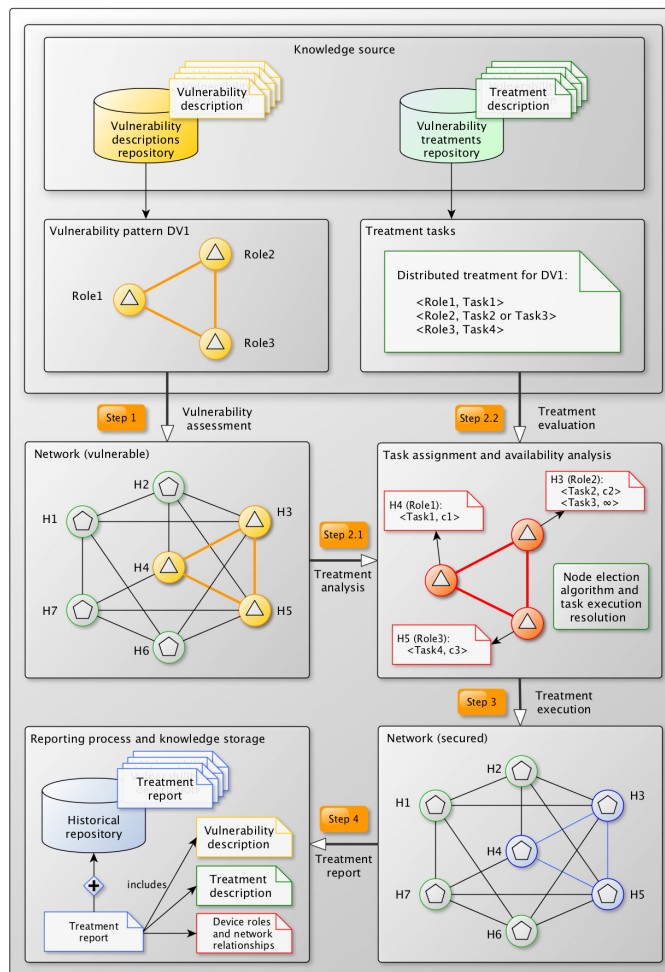 Knowledge source
Vulnerability
description
Vulnerability
descriptions
repository
Treatment
description
Vulnerability
treatments
repository
Vulnerability pattern DV1
Role1
Role2
Role3
Treatment tasks
Distributed treatment for DV1:
<Role1, Task1>
<Role2, Task2 or Task3>
<Role3, Task4>
Step 1
Vulnerability
assessment
Step 2.2
Treatment
evaluation
Network (vulnerable)
H2
H1
H3
H4
H7
H5
H6
Step 2.1
Treatment
analysis
Task assignment and availability analysis
H4 (Role1):
<Task1, c1>
H3 (Role2):
<Task2, c2>
<Task3, ∞>
H5 (Role3):
<Task4, c3>
Node election
algorithm and
task execution
resolution
Step 3
Treatment
execution
Reporting process and knowledge storage
Treatment
report
Historical
repository
includes
Treatment
report
Vulnerability
description
Treatment
description
Device roles
and network
relationships
Step 4
Treatment
report
Network (secured)
H2
H1
H3
H4
H7
H5
H6